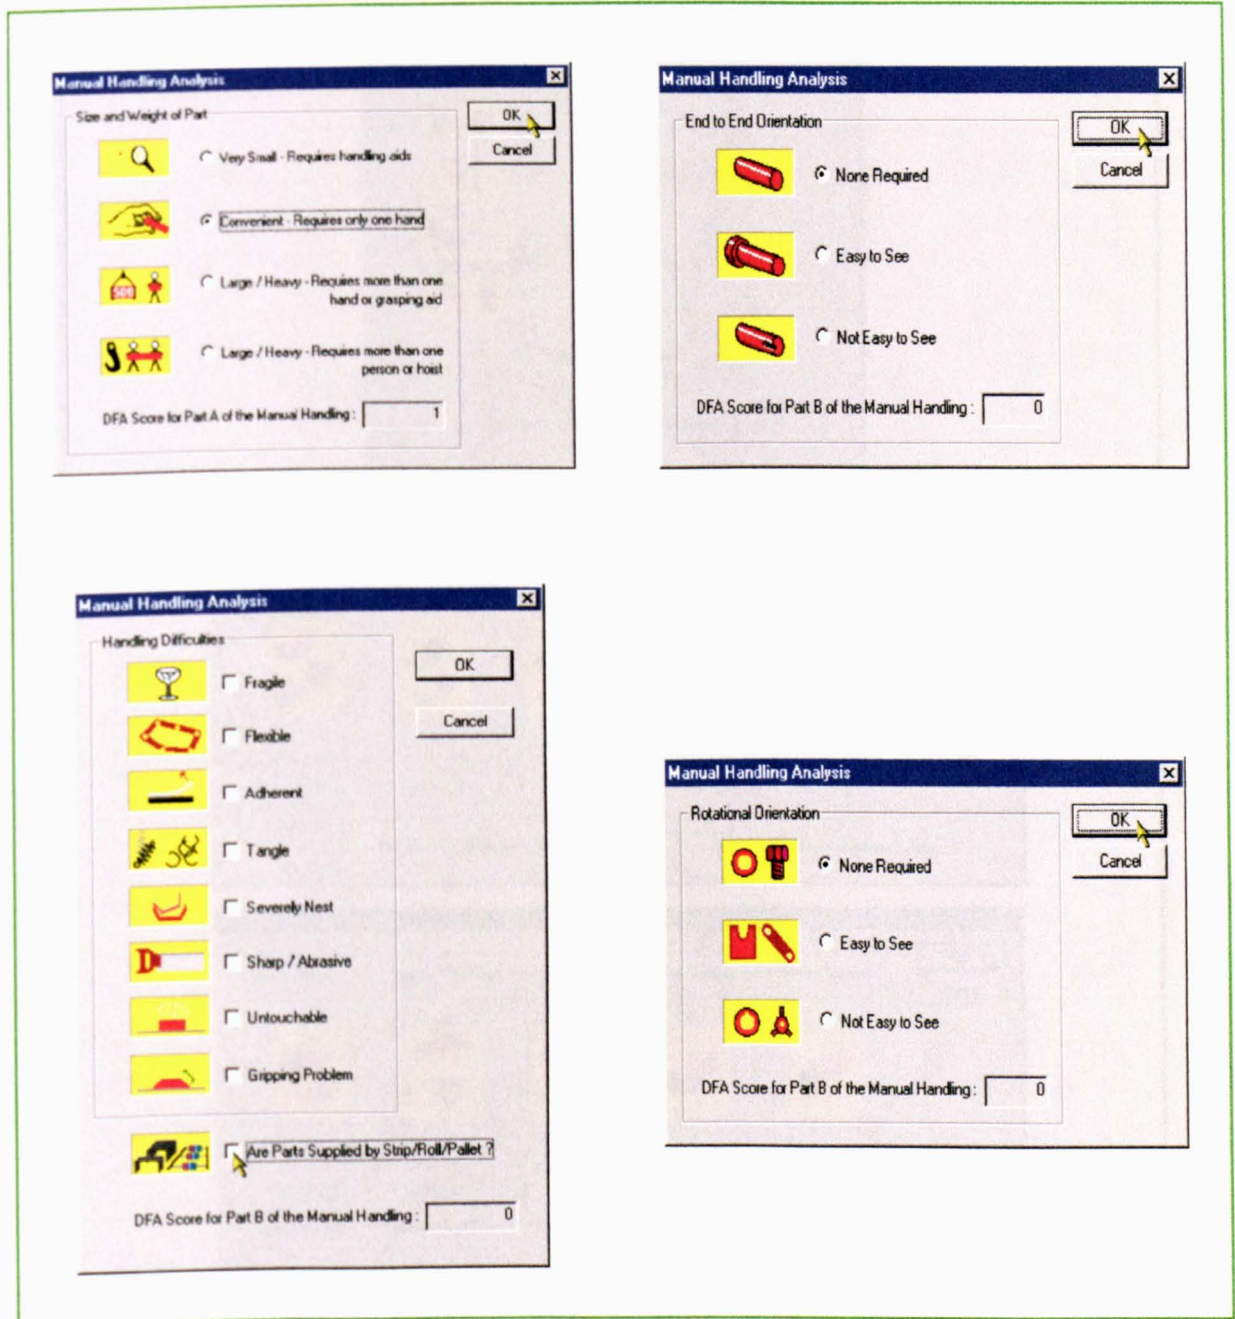 Manual Handling Analysis
Size and Weight of Part
OK
Very Small - Requires handling aids
Cancel
Convenient - Requires only one hand
500
Large / Heavy - Requires more than one
hand or grasping aid
Large / Heavy - Requires more than one
person or hoist
DFA Score for Part A of the Manual Handling : 1
Manual Handling Analysis
End to End Orientation
OK
None Required
Cancel
Easy to See
Not Easy to See
DFA Score for Part B of the Manual Handling : 0
Manual Handling Analysis
Handling Difficulties
OK
Fragile
Cancel
Flexible
Adherent
Tangle
Severely Nest
Sharp / Abrasive
Untouchable
Gripping Problem
Are Parts Supplied by Strip/Roll/Pallet ?
DFA Score for Part B of the Manual Handling : 0
Manual Handling Analysis
Rotational Orientation
OK
None Required
Cancel
Easy to See
Not Easy to See
DFA Score for Part B of the Manual Handling : 0